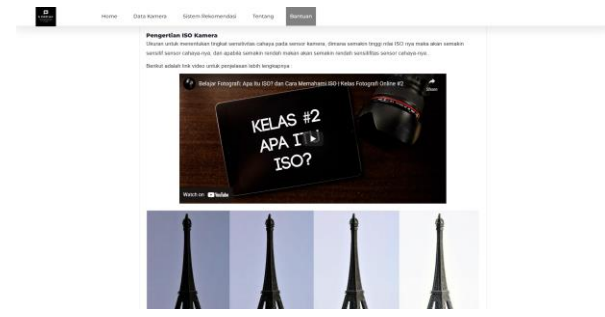 Home Data Kamera Sistem Rekomendasi Tentang Bantuan
Pengertian ISO Kamera
Ukuran untuk menentukan tingkat sensivitas cahaya pada sensor kamera, dimana semakin tinggi nilai ISO nya maka akan semakin
sensitif sensor cahaya-nya, dan apabila semakin rendah makan akan semakin rendah sensitifitas sensor cahaya-nya.
Berikut adalah link video untuk penjelasan lebih lengkapnya :
Belajar Fotografi: Apa Itu ISO? dan Cara Memahami ISO | Kelas Fotografi Online #2
Share
KELAS #2
APA ITU
ISO?
Watch on YouTube